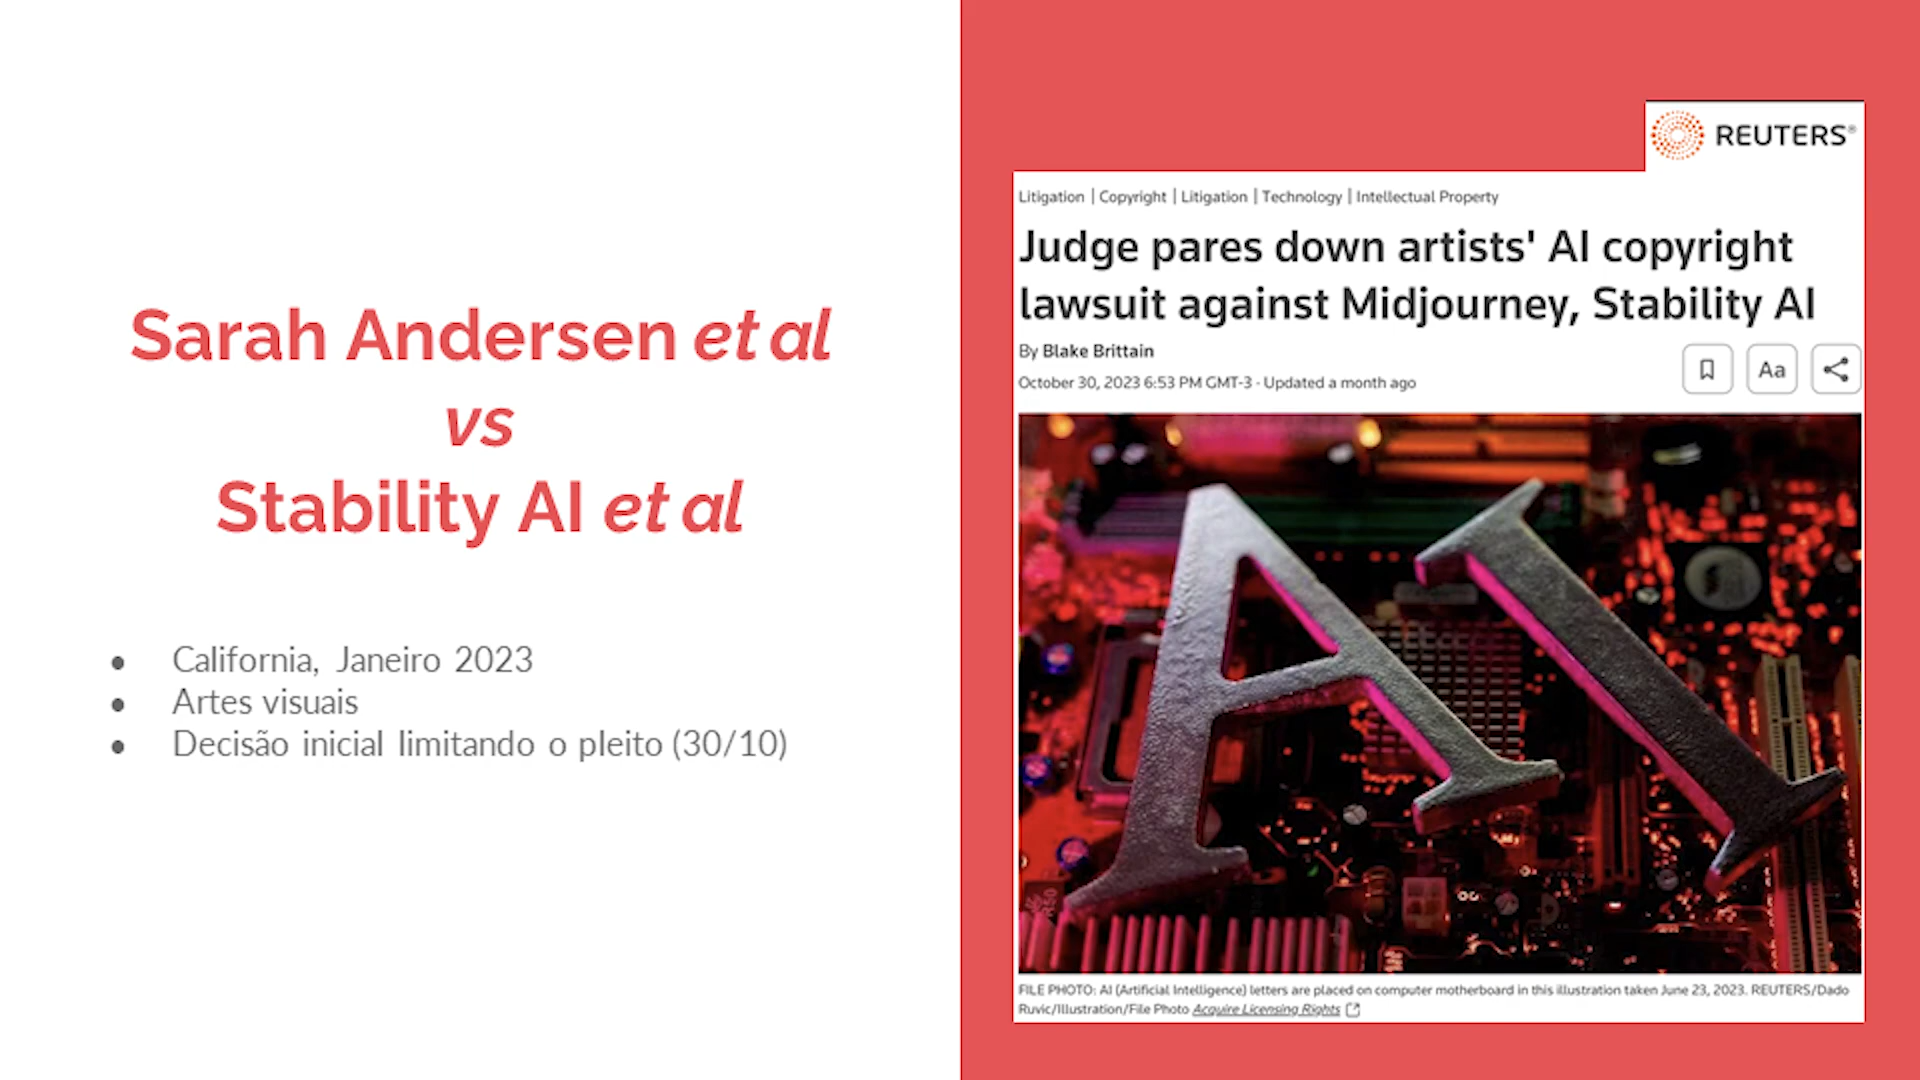 Sarah Andersen et al
vs
Stability AI et al
● California, Janeiro 2023
● Artes visuais
● Decisão inicial limitando o pleito (30/10)
REUTERS®
Litigation | Copyright | Litigation | Technology | Intellectual Property
Judge pares down artists' AI copyright
lawsuit against Midjourney, Stability AI
By Blake Brittain
October 30, 2023 6:53 PM GMT-3 · Updated a month ago
Aa
AI
FILE PHOTO: AI (Artificial Intelligence) letters are placed on computer motherboard in this illustration taken June 23, 2023. REUTERS/Dado
Ruvic/Illustration/File Photo Acquire Licensing Rights